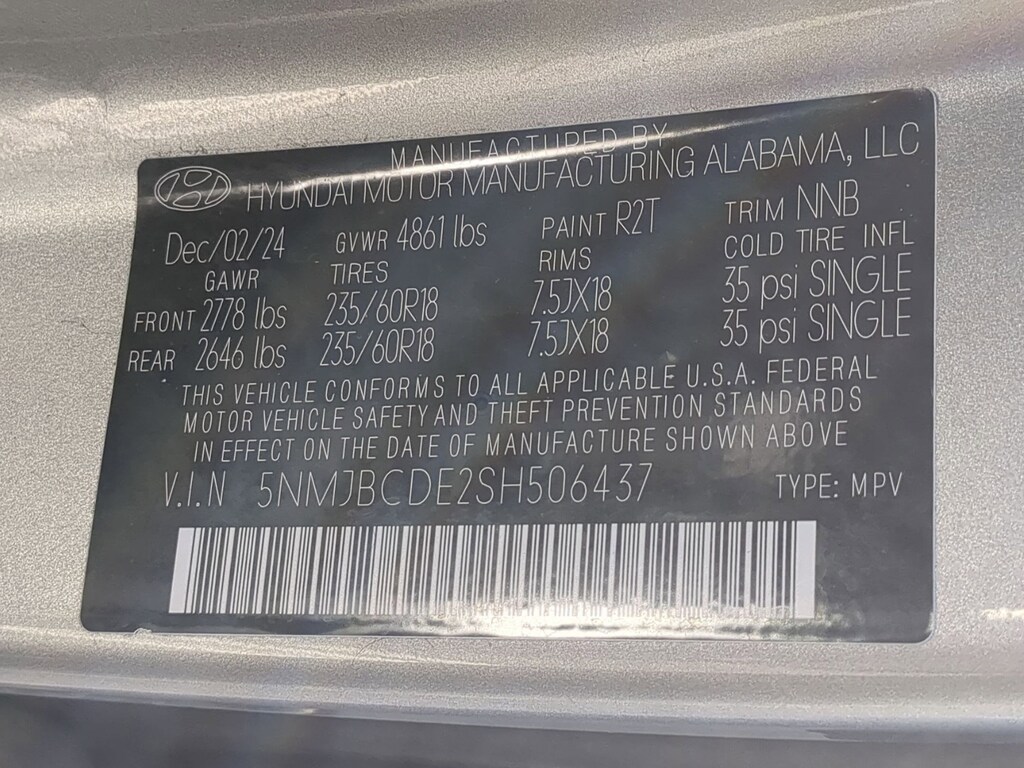 MANUFACTURED BY
HYUNDAI MOTOR MANUFACTURING ALABAMA, LLC
Dec/02/24 GVWR 4861 lbs PAINT R2T TRIM NNB
GAWR TIRES RIMS COLD TIRE INFL
FRONT 2778 lbs 235/60R18 7.5JX18 35 psi SINGLE
REAR 2646 lbs 235/60R18 7.5JX18 35 psi SINGLE
THIS VEHICLE CONFORMS TO ALL APPLICABLE U.S.A. FEDERAL
MOTOR VEHICLE SAFETY AND THEFT PREVENTION STANDARDS
IN EFFECT ON THE DATE OF MANUFACTURE SHOWN ABOVE
V.I.N 5NMJBCDE2SH506437 TYPE: MPV